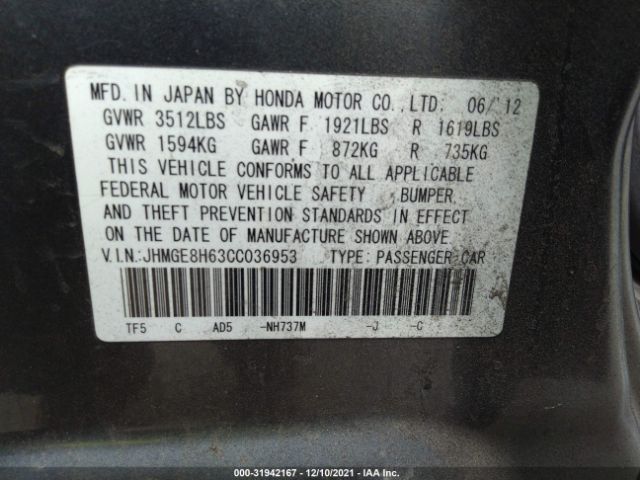 MFD. IN JAPAN BY HONDA MOTOR CO.,LTD. 06/'12
GVWR 3512LBS GAWR F 1921LBS R 1619LBS
GVWR 1594KG GAWR F 872KG R 735KG
THIS VEHICLE CONFORMS TO ALL APPLICABLE
FEDERAL MOTOR VEHICLE SAFETY , BUMPER,
AND THEFT PREVENTION STANDARDS IN EFFECT
ON THE DATE OF MANUFACTURE SHOWN ABOVE.
V.I.N.:JHMGE8H63CC036953 TYPE: PASSENGER CAR
TF5 C AD5 -NH737M -J -C
000-31942167 - 12/10/2021 - IAA Inc.